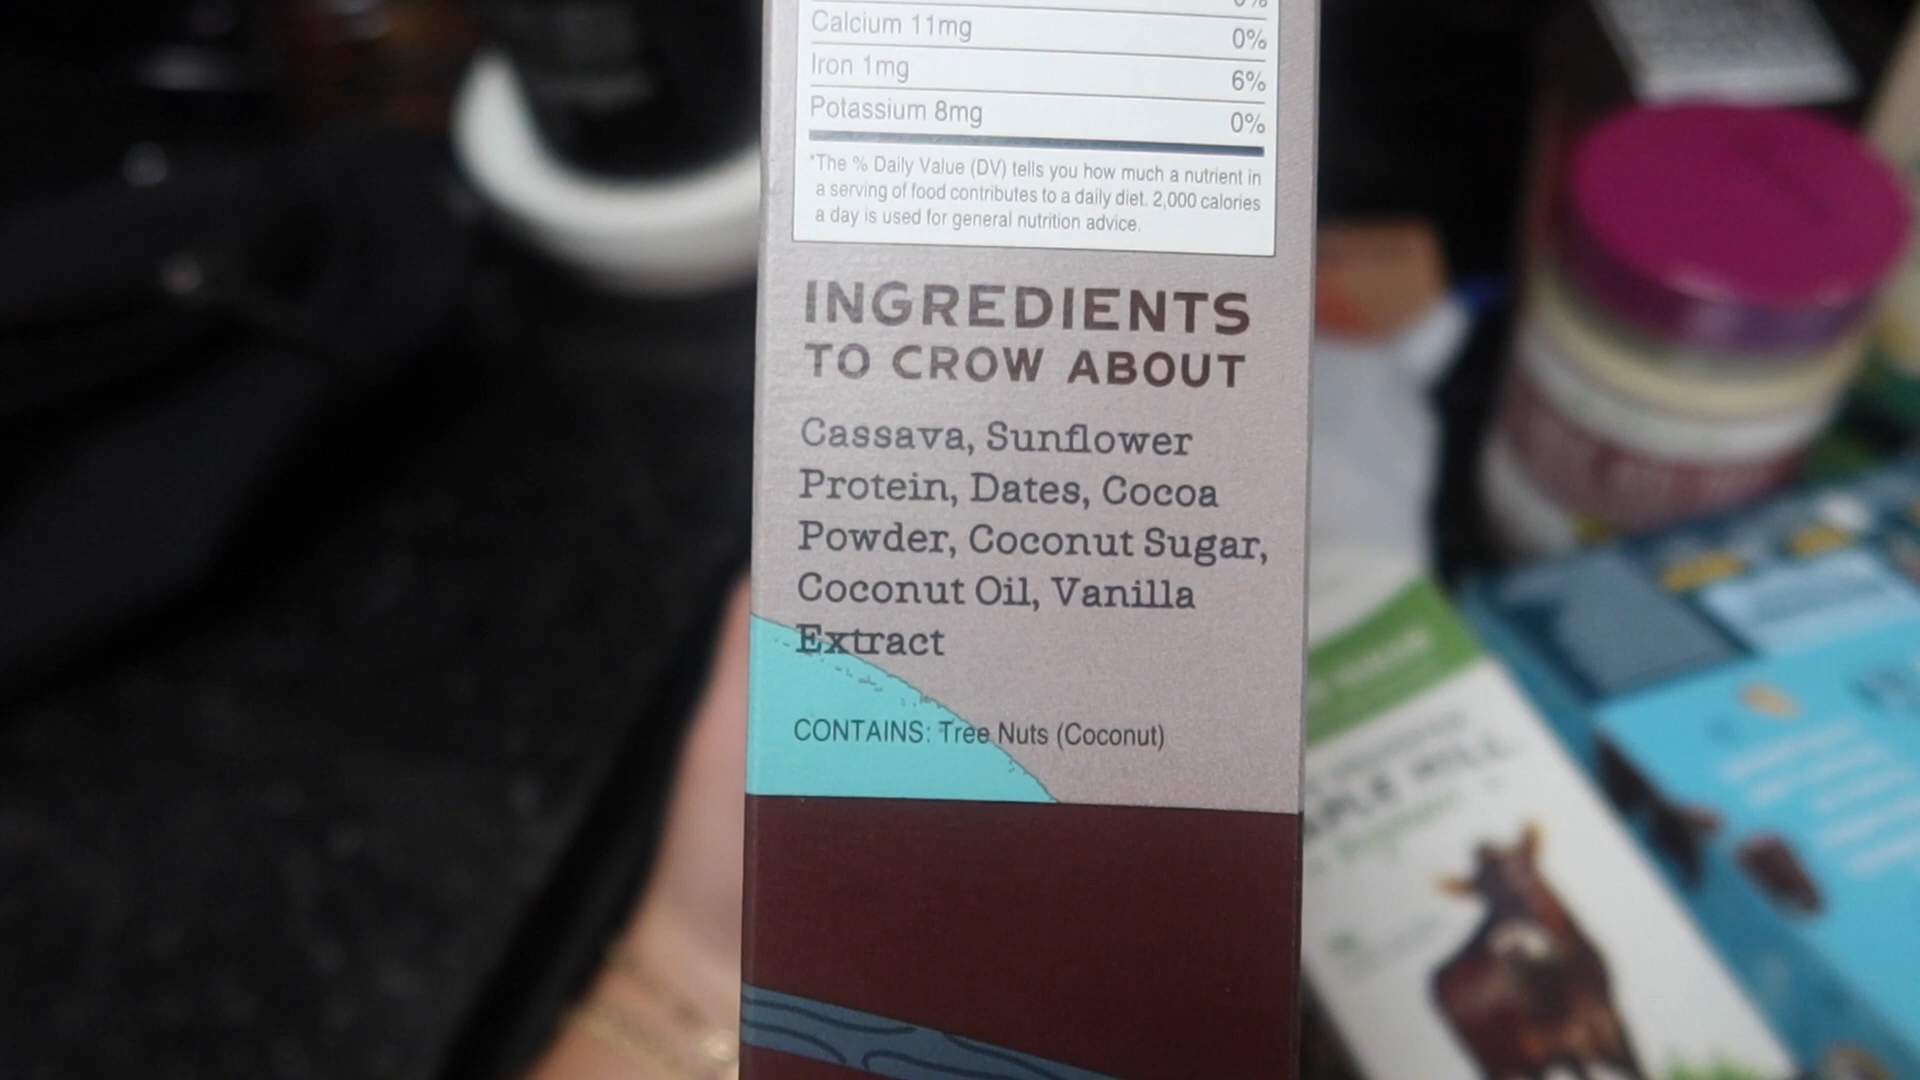 Calcium 11mg 0%
Iron 1mg 6%
Potassium 8mg 0%
*The % Daily Value (DV) tells you how much a nutrient in
a serving of food contributes to a daily diet. 2,000 calories
a day is used for general nutrition advice.
INGREDIENTS
TO CROW ABOUT
Cassava, Sunflower
Protein, Dates, Cocoa
Powder, Coconut Sugar,
Coconut Oil, Vanilla
Extract
CONTAINS: Tree Nuts (Coconut)